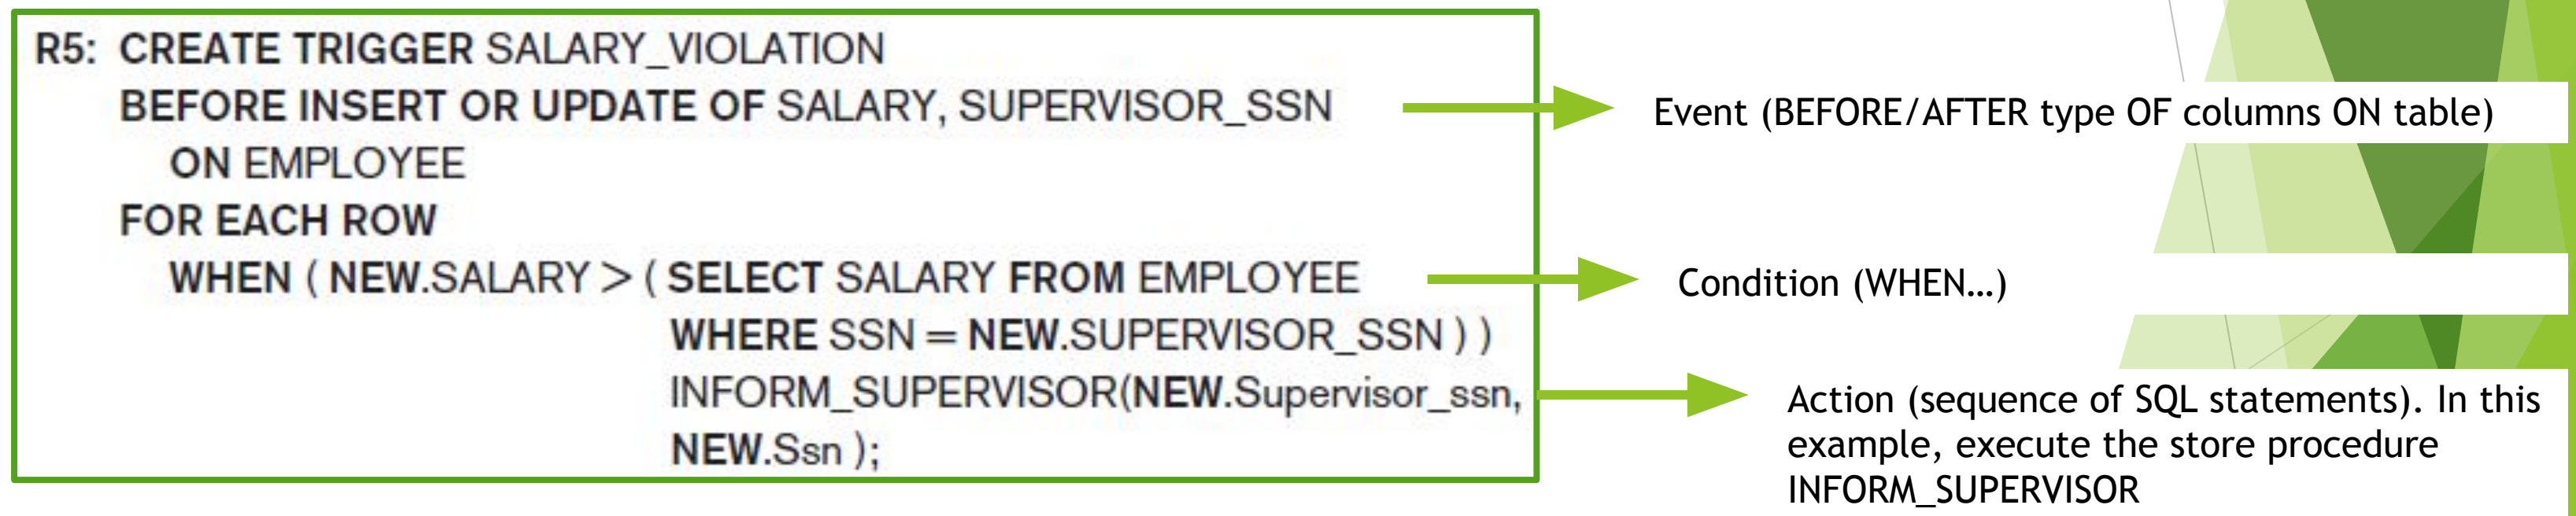 R5: CREATE TRIGGER SALARY_VIOLATION
BEFORE INSERT OR UPDATE OF SALARY, SUPERVISOR_SSN
ON EMPLOYEE
FOR EACH ROW
WHEN ( NEW.SALARY > ( SELECT SALARY FROM EMPLOYEE
WHERE SSN = NEW.SUPERVISOR_SSN ) )
INFORM_SUPERVISOR(NEW.Supervisor_ssn,
NEW.Ssn );
Event (BEFORE/AFTER type OF columns ON table)
Condition (WHEN…)
Action (sequence of SQL statements). In this
example, execute the store procedure
INFORM_SUPERVISOR